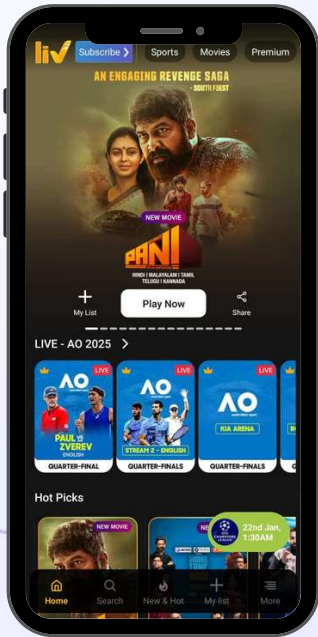 liv
Subscribe
Sports
Movies
Premium
AN ENGAGING REVENGE SAGA
- SOUTH FIRST
NEW MOVIE
PANI
HINDI I MALAYALAM I TAMIL
TELUGU I KANNADA
My List
Play Now
Share
LIVE - AO 2025
LIVE
AO
PAUL VS
ZVEREV
ENGLISH
QUARTER-FINAL
LIVE
AO
STREAM 2 - ENGLISH
QUARTER-FINALS
LIVE
AO
KIA ARENA
QUARTER-FINALS
Hot Picks
NEW MOVIE
CHAMPIONS
LEAGUE
22nd Jan,
1:30AM
Home
Search
New & Hot
My list
More